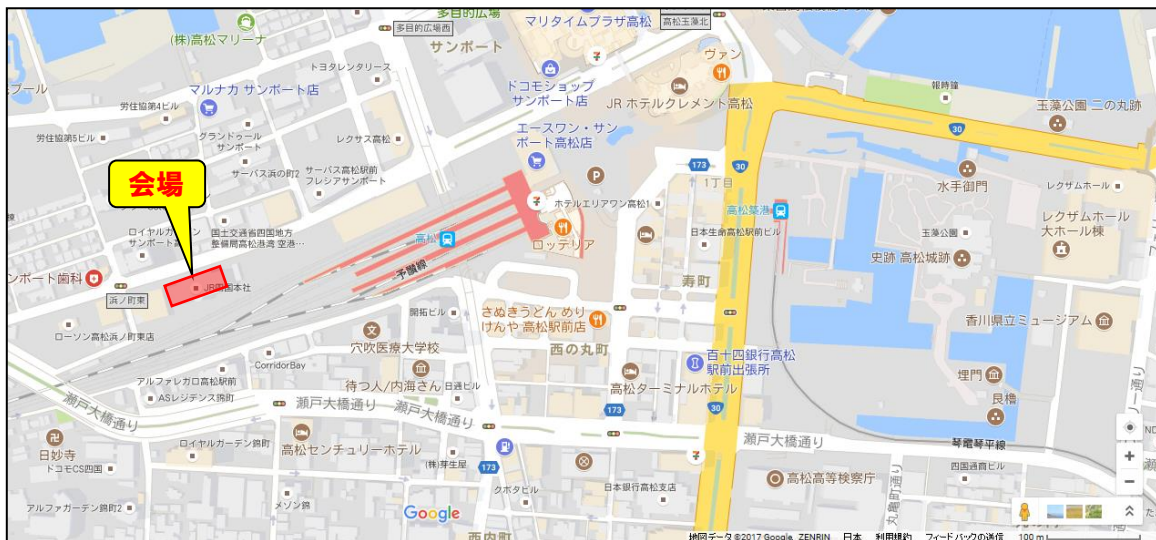 多目的広場
マリタイムプラザ高松
高松玉藻北
多目的広場西
(株)高松マリーナ
サンポート
ヴァン
トヨタレンタリース
ドコモショップ
サンポート店
報時鐘
プール
マルナカ サンポート店
JR ホテルクレメント高松
玉藻公園 二の丸跡
労住協第4ビル
グランドゥール
サンポート
レクサス高松
エースワン・サン
ポート高松店
30
労住協第5ビル
173
30
会場
サーパス浜の町2
サーパス高松駅前
フレシアサンポート
P
1丁目
水手御門
レクザムホール
ホテルエリアワン高松1
高松築港
レクザムホール
大ホール棟
ロイヤルガーデン
サンポート高
国土交通省四国地方
整備局高松港湾 空港…
高松
ロッテリア
日本生命高松駅前ビル
玉藻公園
史跡 高松城跡
ンポート歯科
JR四国本社
予讃線
寿町
浜ノ町東
開拓ビル
さぬきうどん めり
けんや 高松駅前店
香川県立ミュージアム
ローソン高松浜ノ町東店
穴吹医療大学校
西の丸町
百十四銀行高松
駅前出張所
CorridorBay
アルファレガロ高松駅前
待つ人/内海さん
日通ビル
高松ターミナルホテル
埋門
ASレジデンス錦町
瀬戸大橋通り
瀬戸大橋通り
瀬戸大橋通り
173
30
艮櫓
日妙寺
ドコモCS四国
ロイヤルガーデン錦町
高松センチュリーホテル
瀬戸大橋通り
琴電琴平線
(株)芽生屋
173
高松高等検察庁
四国通商ビル
丸亀町通り
アルファガーデン錦町2
メゾン錦
クボタビル
日本銀行高松支店
Google
西内町
地図データ ©2017 Google, ZENRIN 日本 利用規約 フィードバックの送信 100 m